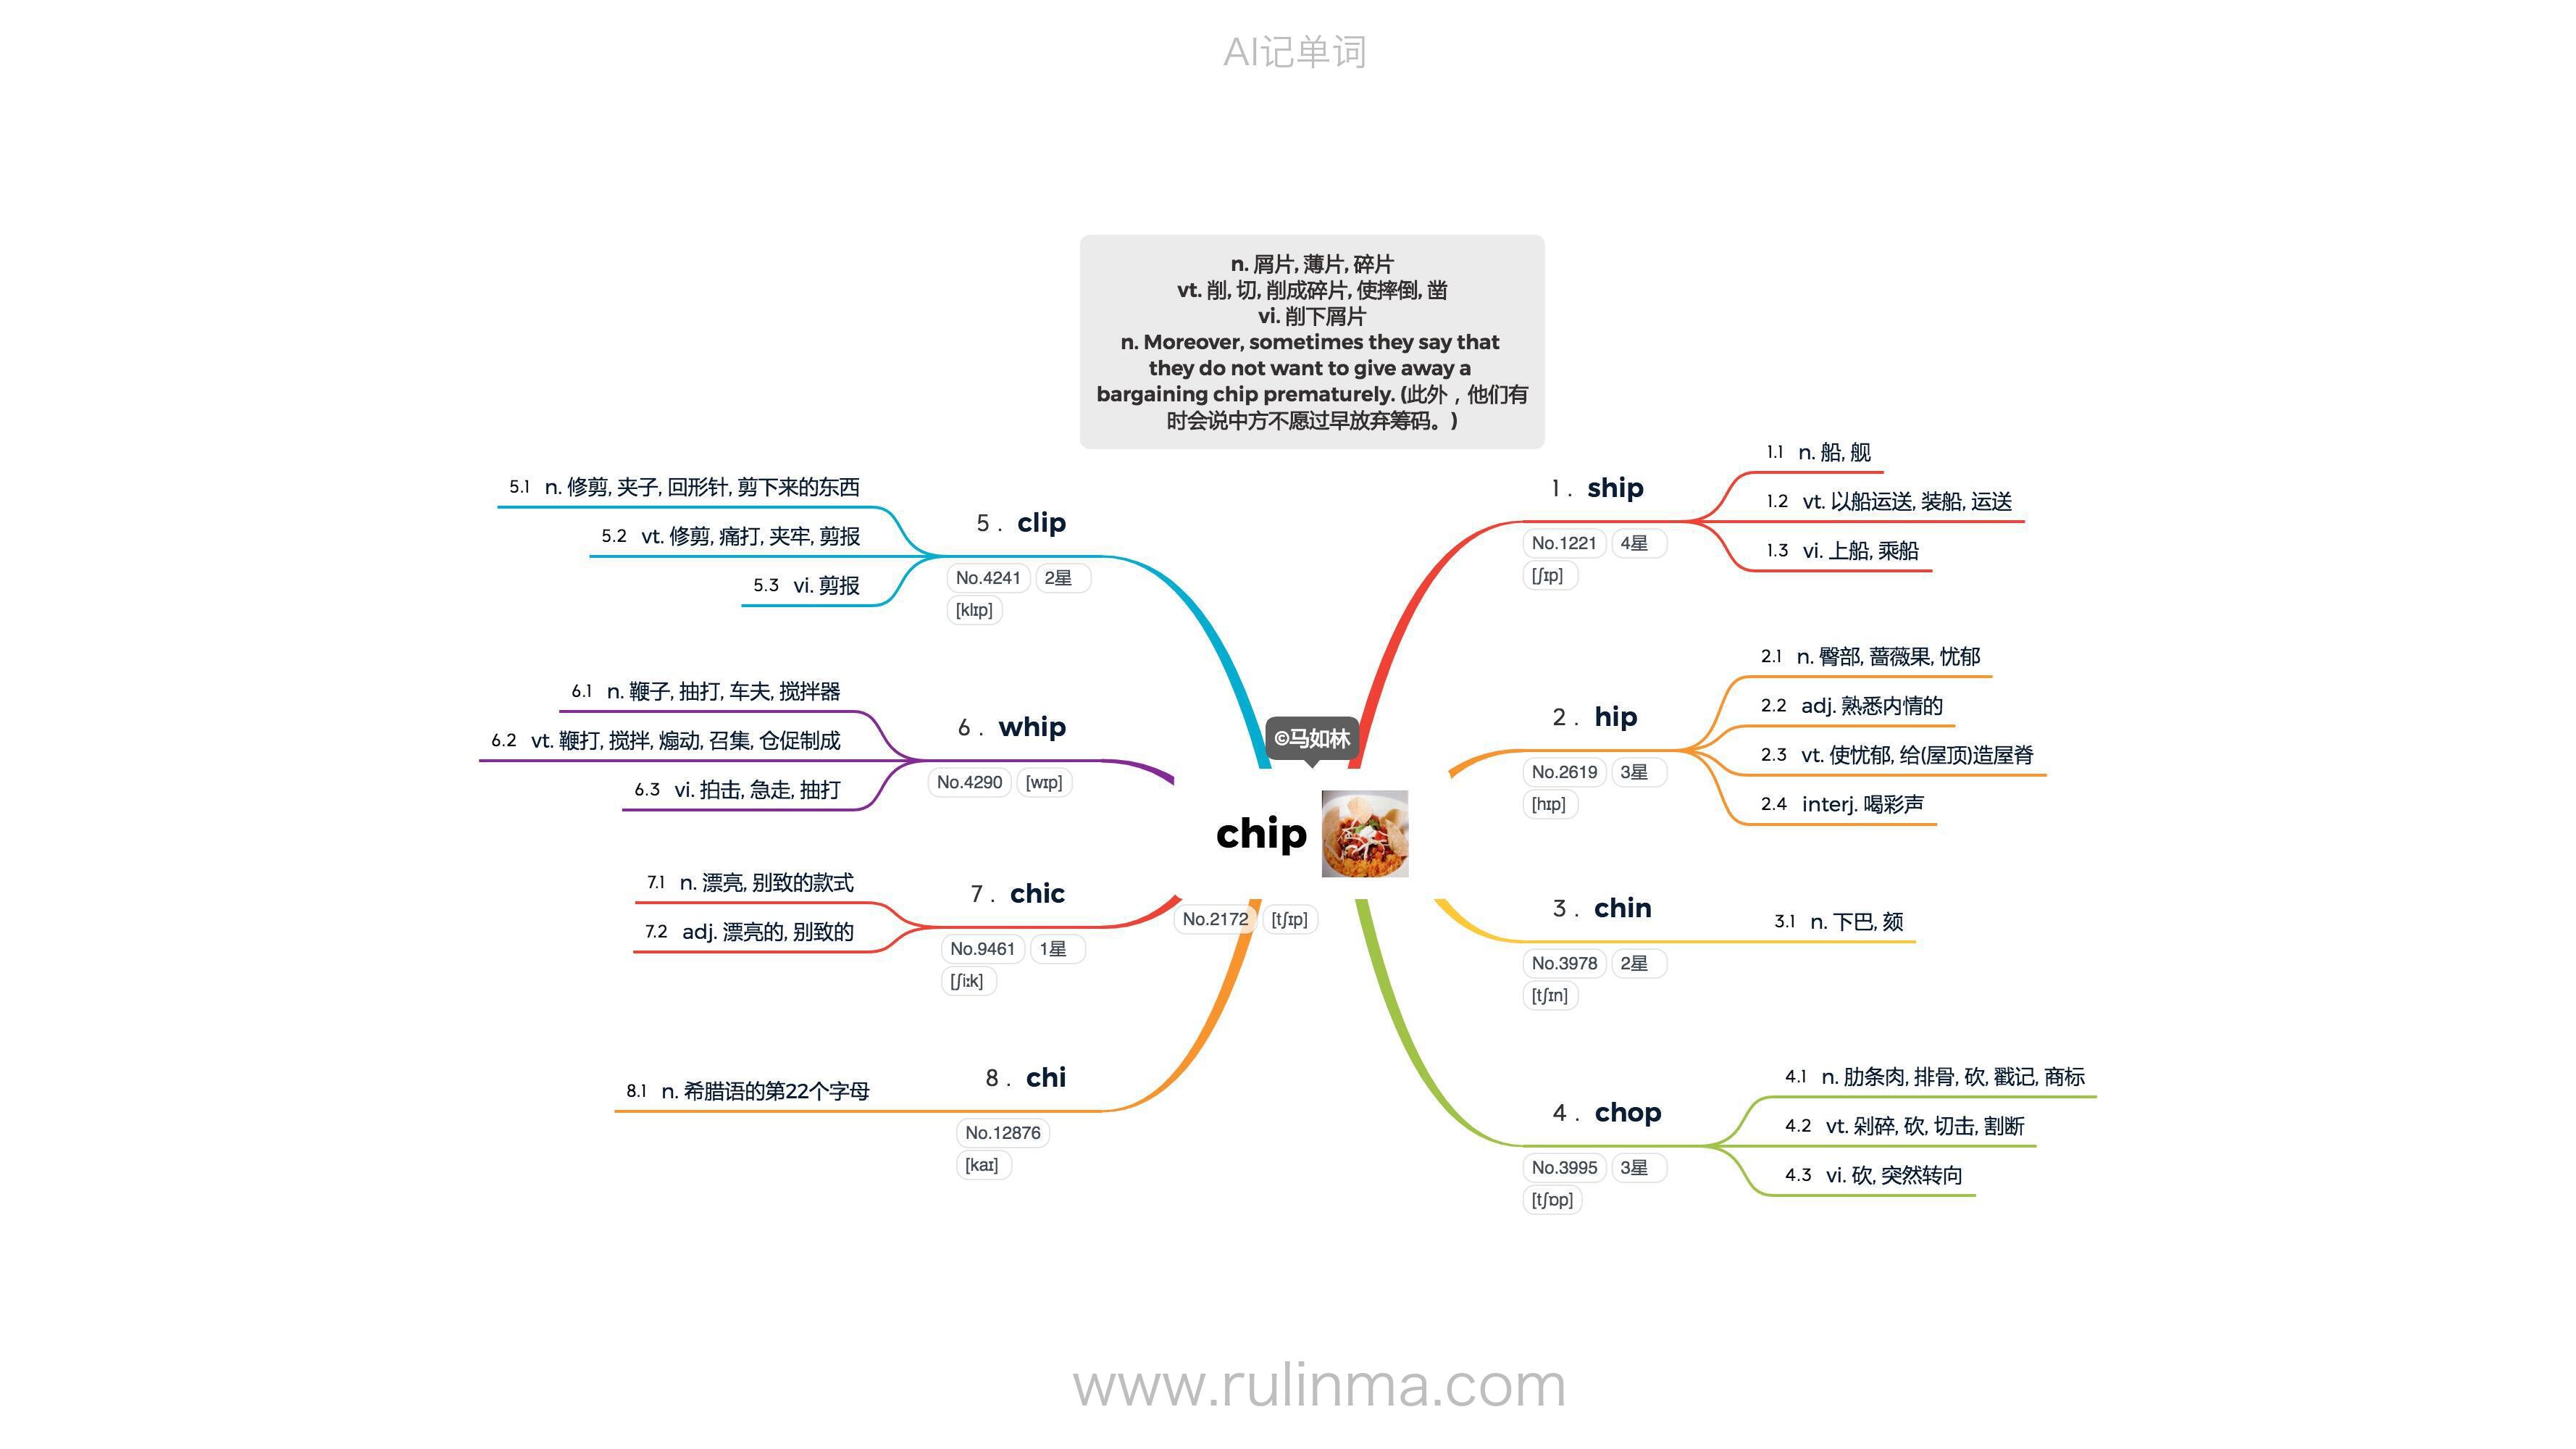 AI记单词
n. 屑片, 薄片, 碎片
vt. 削, 切, 削成碎片, 使摔倒, 凿
vi. 削下屑片
n. Moreover, sometimes they say that
they do not want to give away a
bargaining chip prematurely. (此外，他们有
时会说中方不愿过早放弃筹码。)
©马如林
chip
No.2172 [tʃɪp]
1. ship
No.1221 4星
[ʃɪp]
1.1 n. 船, 舰
1.2 vt. 以船运送, 装船, 运送
1.3 vi. 上船, 乘船
2. hip
No.2619 3星
[hɪp]
2.1 n. 臀部, 蔷薇果, 忧郁
2.2 adj. 熟悉内情的
2.3 vt. 使忧郁, 给(屋顶)造屋脊
2.4 interj. 喝彩声
3. chin
No.3978 2星
[tʃɪn]
3.1 n. 下巴, 颏
4. chop
No.3995 3星
[tʃɒp]
4.1 n. 肋条肉, 排骨, 砍, 戳记, 商标
4.2 vt. 剁碎, 砍, 切击, 割断
4.3 vi. 砍, 突然转向
5. clip
No.4241 2星
[klɪp]
5.1 n. 修剪, 夹子, 回形针, 剪下来的东西
5.2 vt. 修剪, 痛打, 夹牢, 剪报
5.3 vi. 剪报
6. whip
No.4290 [wɪp]
6.1 n. 鞭子, 抽打, 车夫, 搅拌器
6.2 vt. 鞭打, 搅拌, 煽动, 召集, 仓促制成
6.3 vi. 拍击, 急走, 抽打
7. chic
No.9461 1星
[ʃiːk]
7.1 n. 漂亮, 别致的款式
7.2 adj. 漂亮的, 别致的
8. chi
No.12876
[kaɪ]
8.1 n. 希腊语的第22个字母
www.rulinma.com